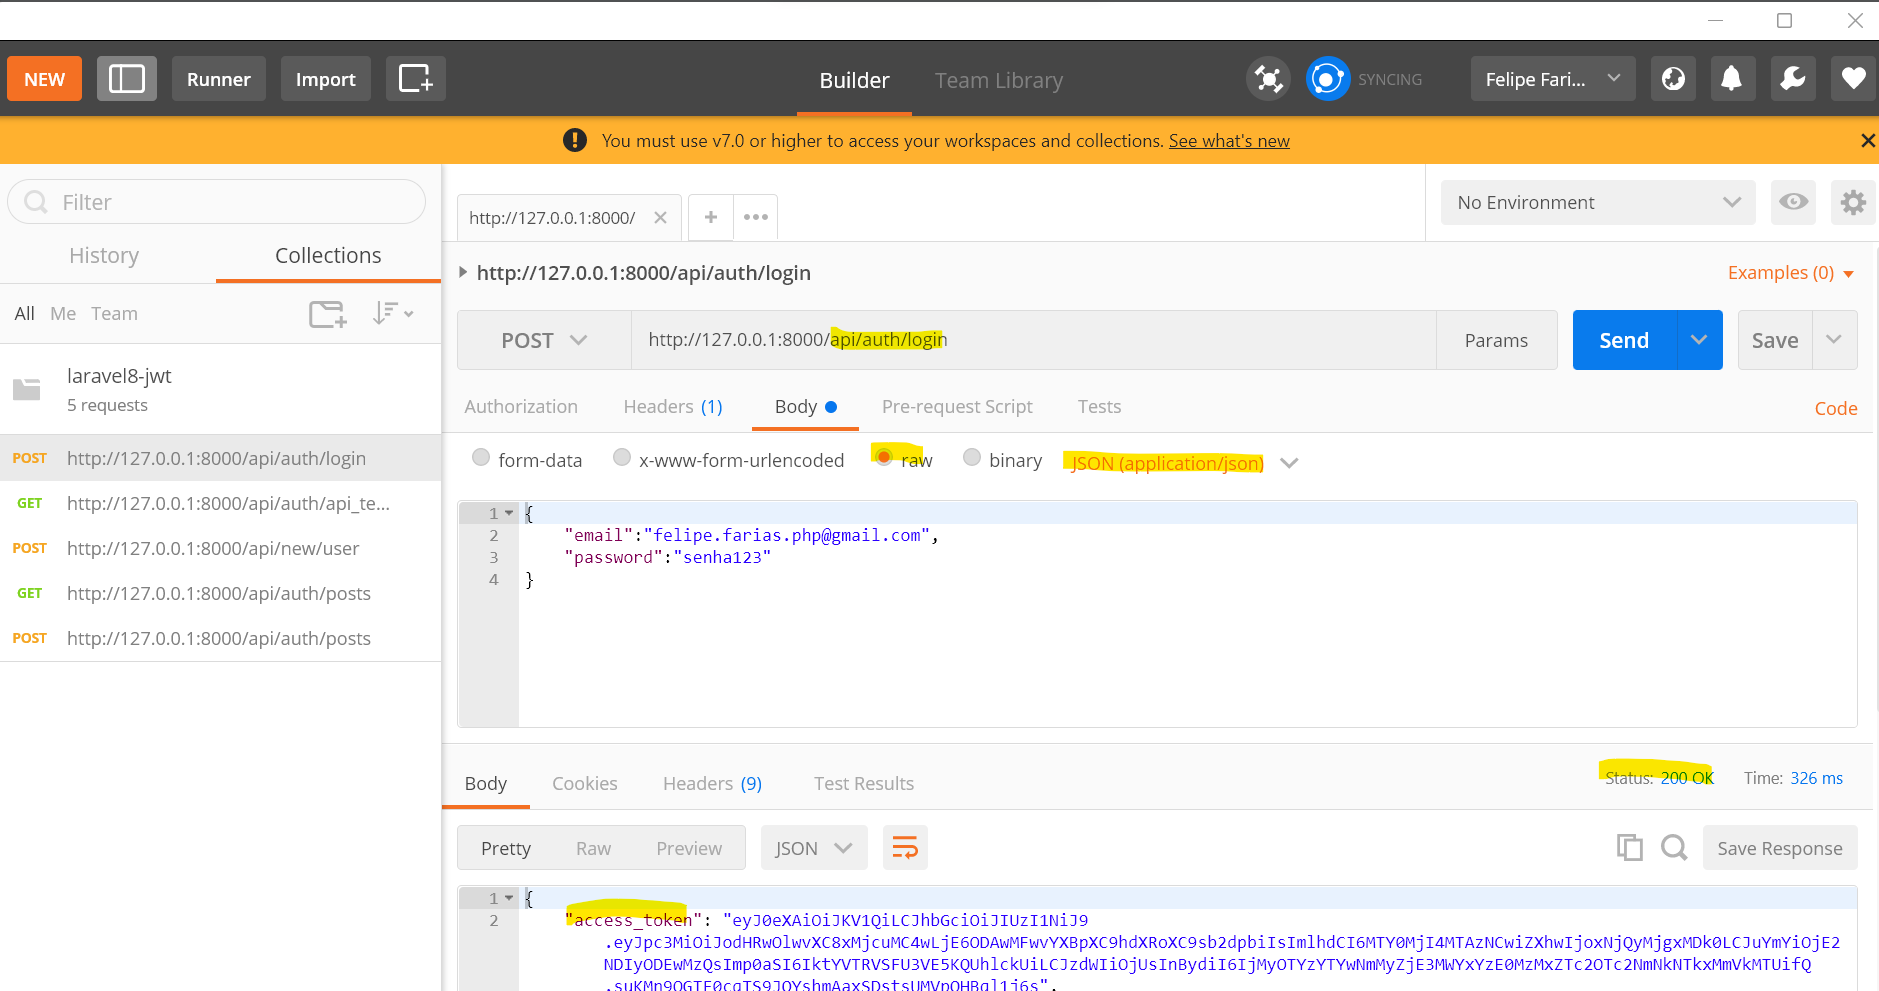 NEW Runner Import Builder Team Library SYNCING Felipe Fari...
You must use v7.0 or higher to access your workspaces and collections. See what's new
Filter
History Collections
All Me Team
laravel8-jwt
5 requests
POST http://127.0.0.1:8000/api/auth/login
GET http://127.0.0.1:8000/api/auth/api_te...
POST http://127.0.0.1:8000/api/new/user
GET http://127.0.0.1:8000/api/auth/posts
POST http://127.0.0.1:8000/api/auth/posts
http://127.0.0.1:8000/
No Environment
http://127.0.0.1:8000/api/auth/login
Examples (0)
POST http://127.0.0.1:8000/api/auth/login Params Send Save
Authorization Headers (1) Body Pre-request Script Tests Code
form-data x-www-form-urlencoded raw binary JSON (application/json)
1 {
2 "email":"felipe.farias.php@gmail.com",
3 "password":"senha123"
4 }
Body Cookies Headers (9) Test Results Status: 200 OK Time: 326 ms
Pretty Raw Preview JSON Save Response
1 {
2 "access_token": "eyJ0eXAiOiJKV1QiLCJhbGciOiJIUzI1NiJ9